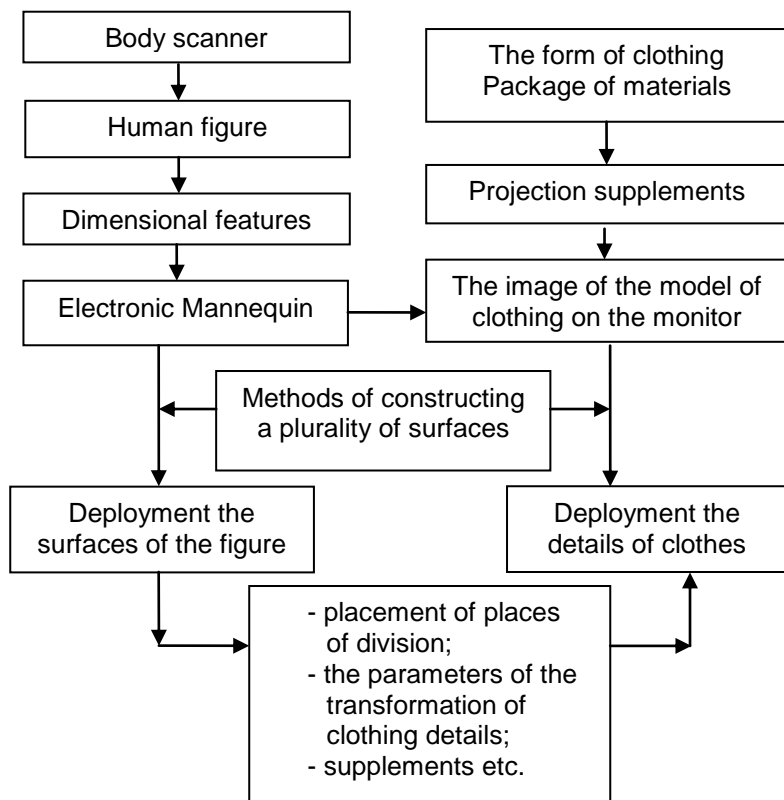 Body scanner
Human figure
Dimensional features
Electronic Mannequin
The form of clothing
Package of materials
Projection supplements
The image of the model of
clothing on the monitor
Methods of constructing
a plurality of surfaces
Deployment the
surfaces of the figure
Deployment the
details of clothes
- placement of places
of division;
- the parameters of the
transformation of
clothing details;
- supplements etc.